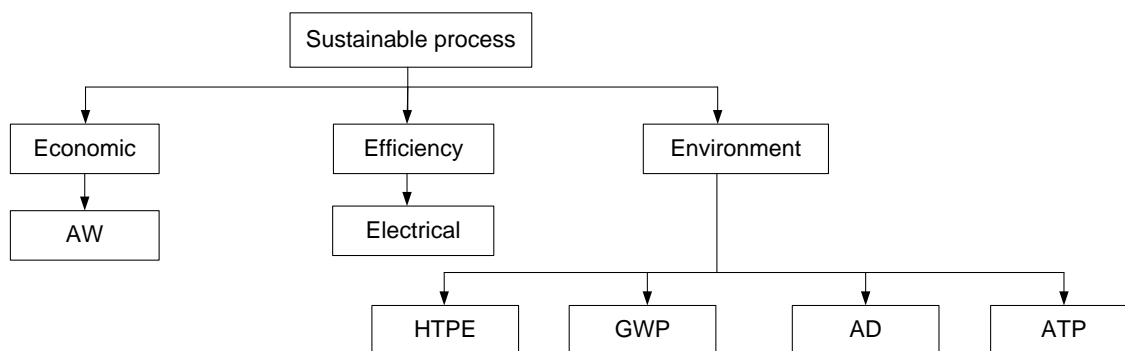 Sustainable process
Economic
Efficiency
Environment
AW
Electrical
HTPE
GWP
AD
ATP